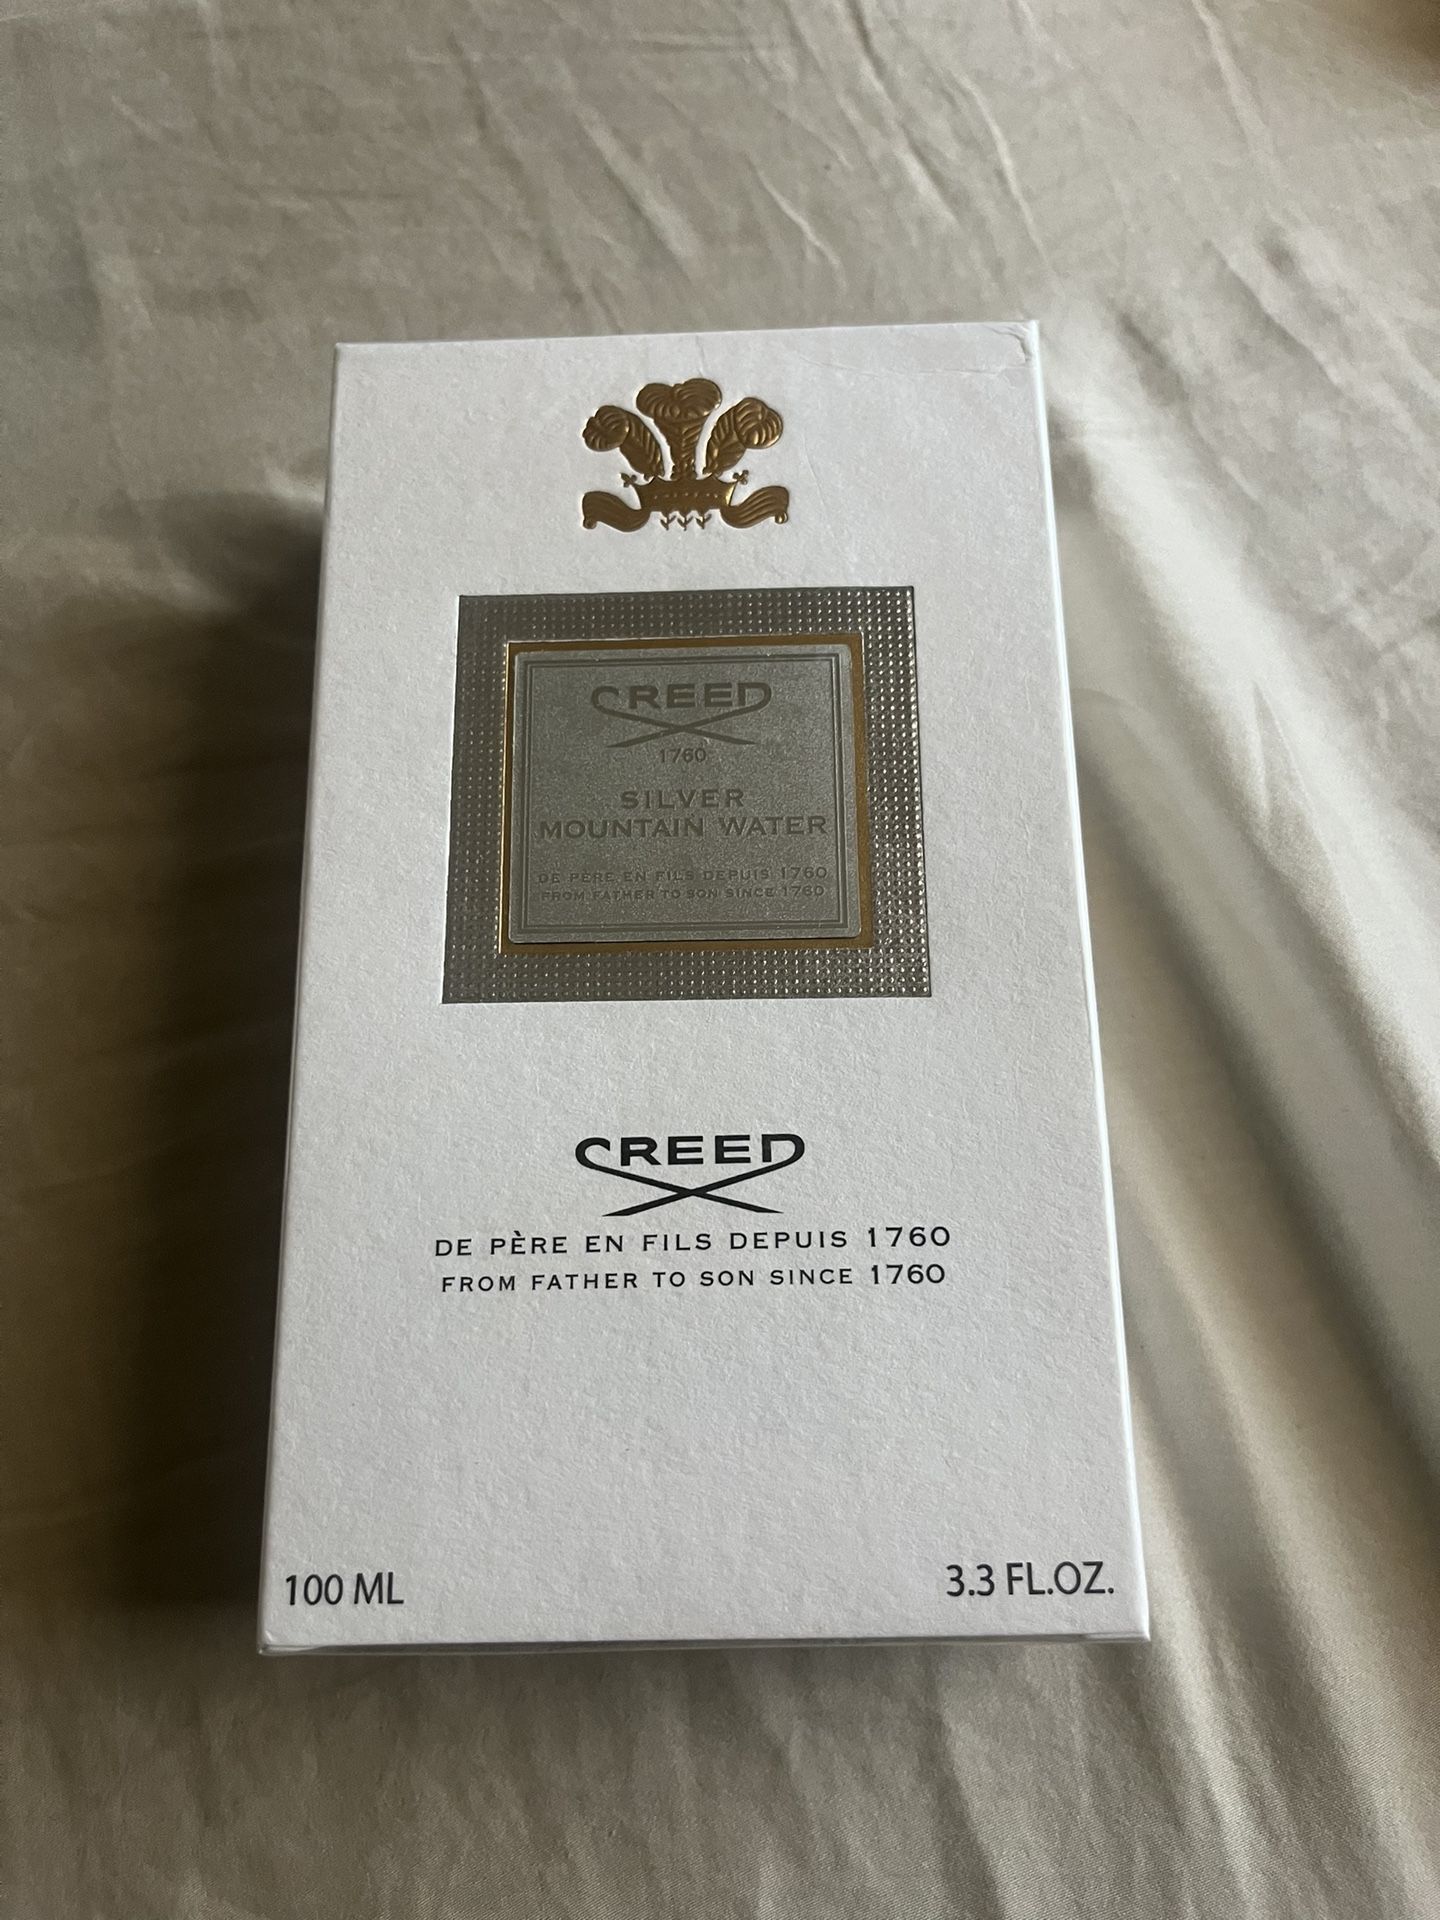 CREED
1760
SILVER
MOUNTAIN WATER
DE PÈRE EN FILS DEPUIS 1760
FROM FATHER TO SON SINCE 1760
CREED
DE PÈRE EN FILS DEPUIS 1760
FROM FATHER TO SON SINCE 1760
100 ML
3.3 FL.OZ.